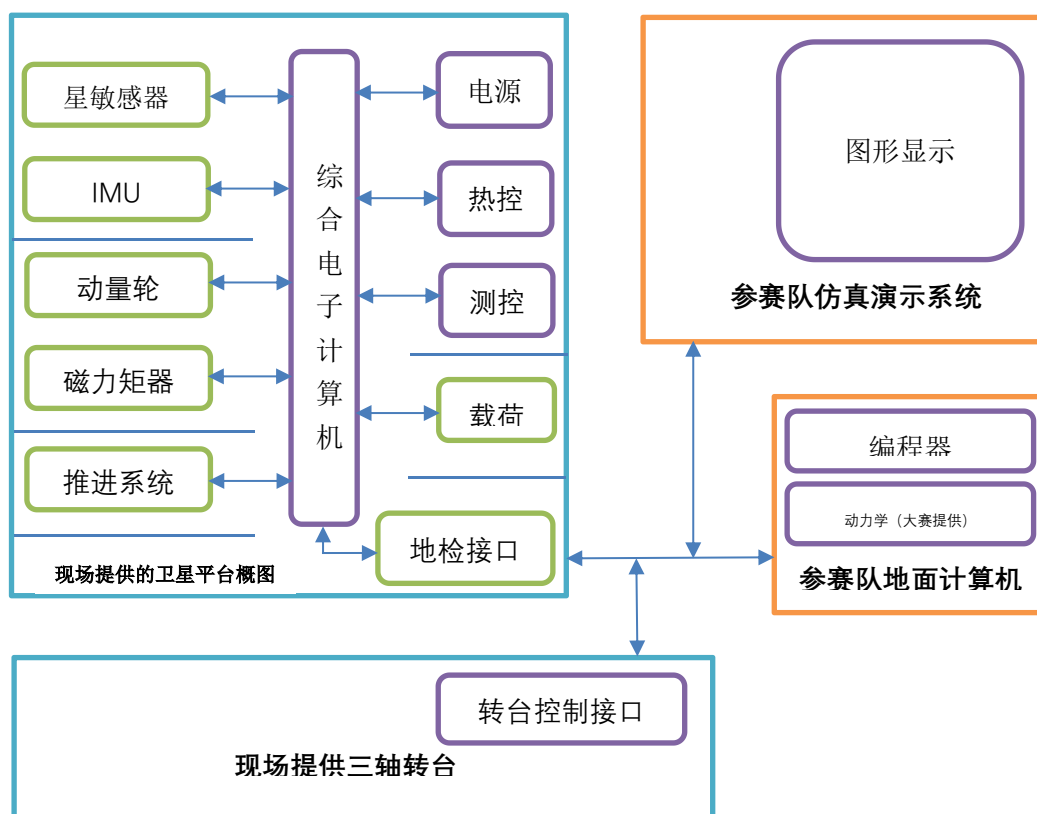 星敏感器
IMU
动量轮
磁力矩器
推进系统
综合电子计算机
电源
热控
测控
载荷
地检接口
现场提供的卫星平台概图
图形显示
参赛队仿真演示系统
编程器
动力学（大赛提供）
参赛队地面计算机
转台控制接口
现场提供三轴转台